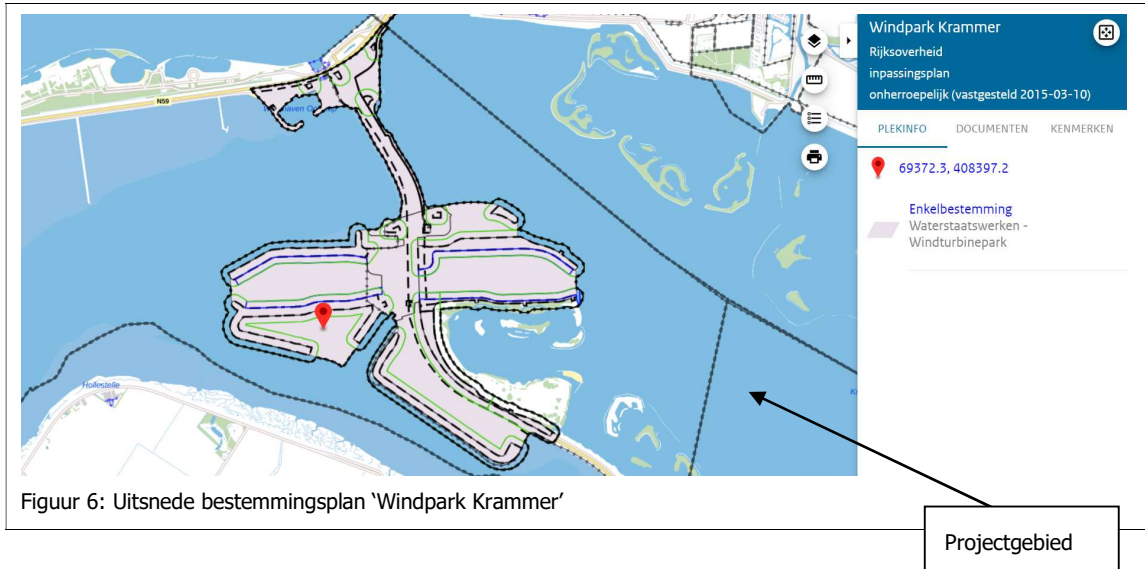 N59
Hollestelle
Windpark Krammer
Rijksoverheid
inpassingsplan
onherroepelijk (vastgesteld 2015-03-10)
PLEKINFO DOCUMENTEN KENMERKEN
69372.3, 408397.2
Enkelbestemming
Waterstaatswerken -
Windturbinepark
Figuur 6: Uitsnede bestemmingsplan ‘Windpark Krammer’
Projectgebied